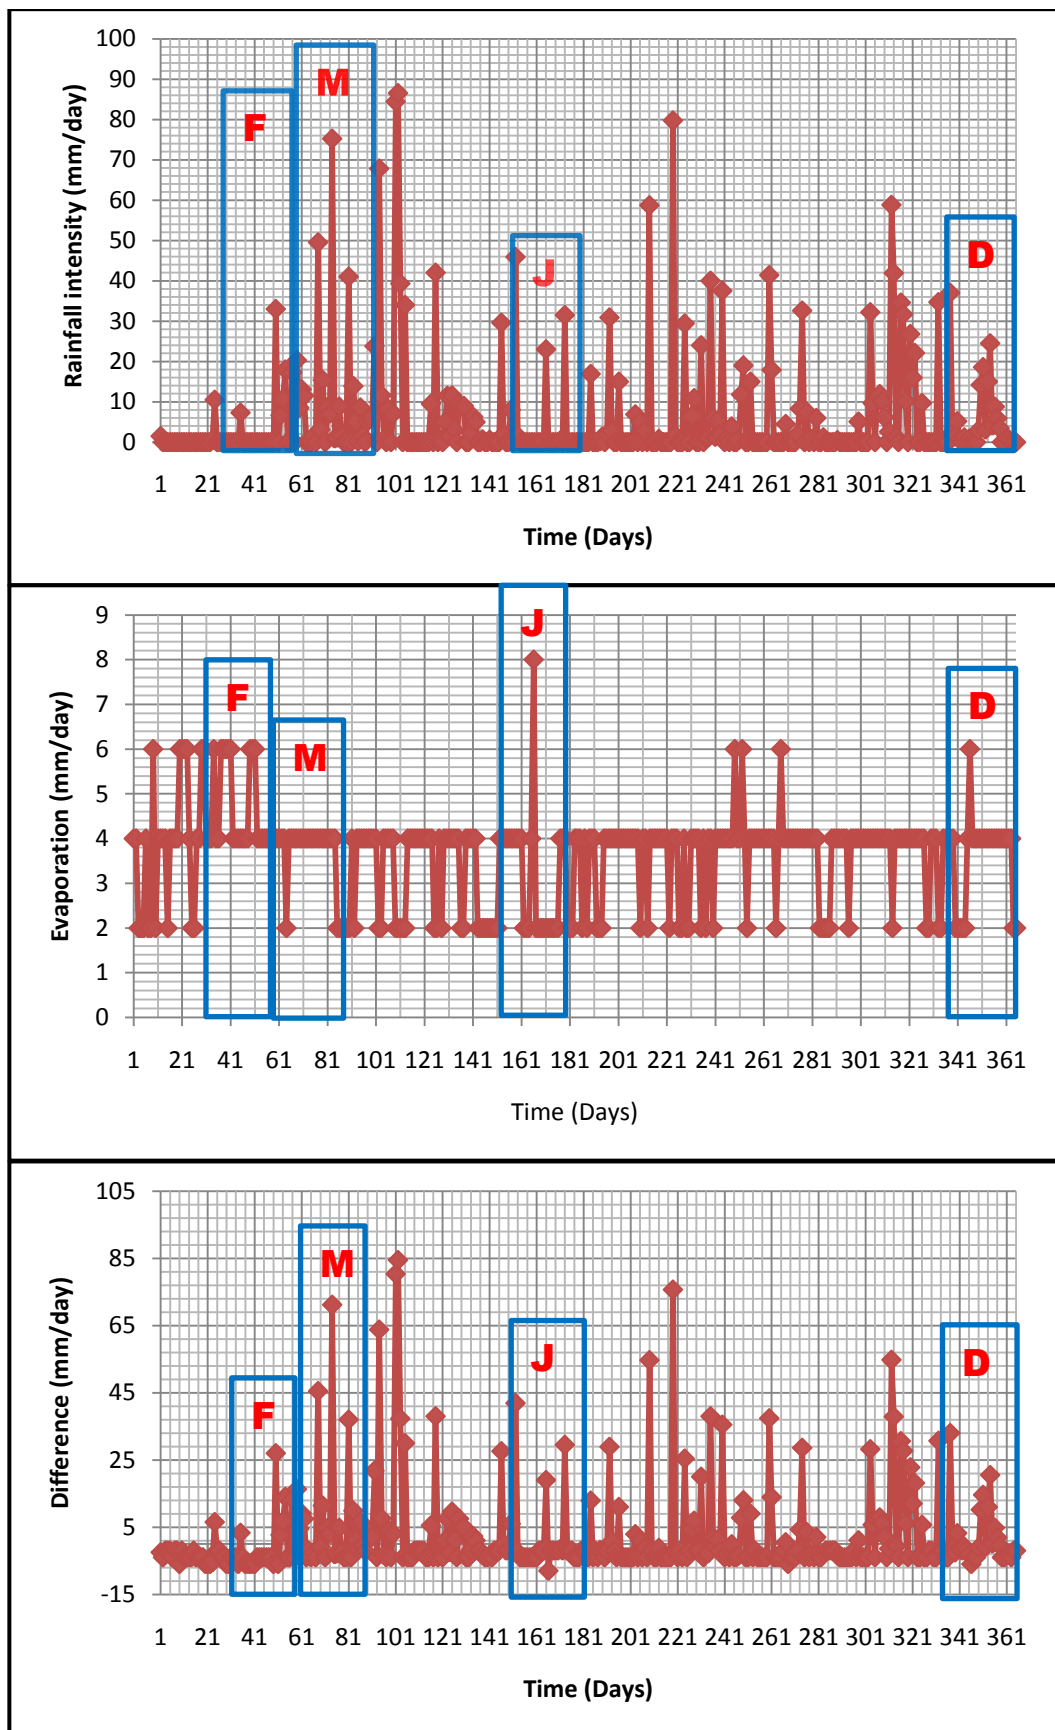 100
90
80
70
60
50
40
30
20
10
0
Rainfall intensity (mm/day)
F
M
J
D
1 21 41 61 81 101 121 141 161 181 201 221 241 261 281 301 321 341 361
Time (Days)
9
8
7
6
5
4
3
2
1
0
Evaporation (mm/day)
F
M
J
D
1 21 41 61 81 101 121 141 161 181 201 221 241 261 281 301 321 341 361
Time (Days)
105
85
65
45
25
5
-15
Difference (mm/day)
F
M
J
D
1 21 41 61 81 101 121 141 161 181 201 221 241 261 281 301 321 341 361
Time (Days)